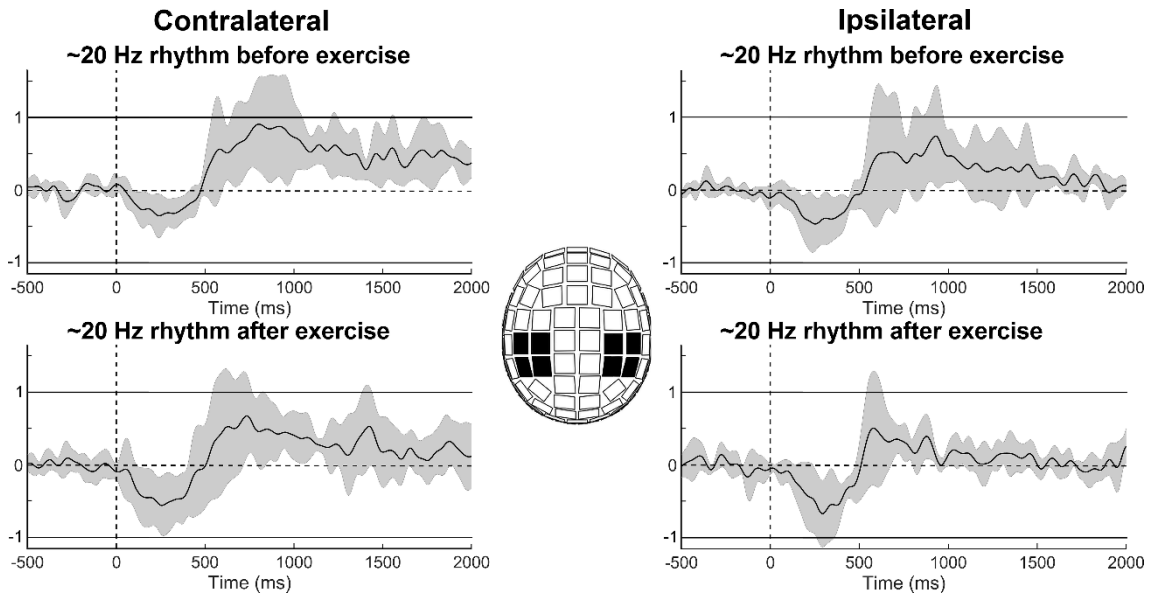 Contralateral
Ipsilateral
~20 Hz rhythm before exercise
~20 Hz rhythm before exercise
1
0
-1
-500 0 500 1000 1500 2000
Time (ms)
1
0
-1
-500 0 500 1000 1500 2000
Time (ms)
~20 Hz rhythm after exercise
~20 Hz rhythm after exercise
1
0
-1
-500 0 500 1000 1500 2000
Time (ms)
1
0
-1
-500 0 500 1000 1500 2000
Time (ms)